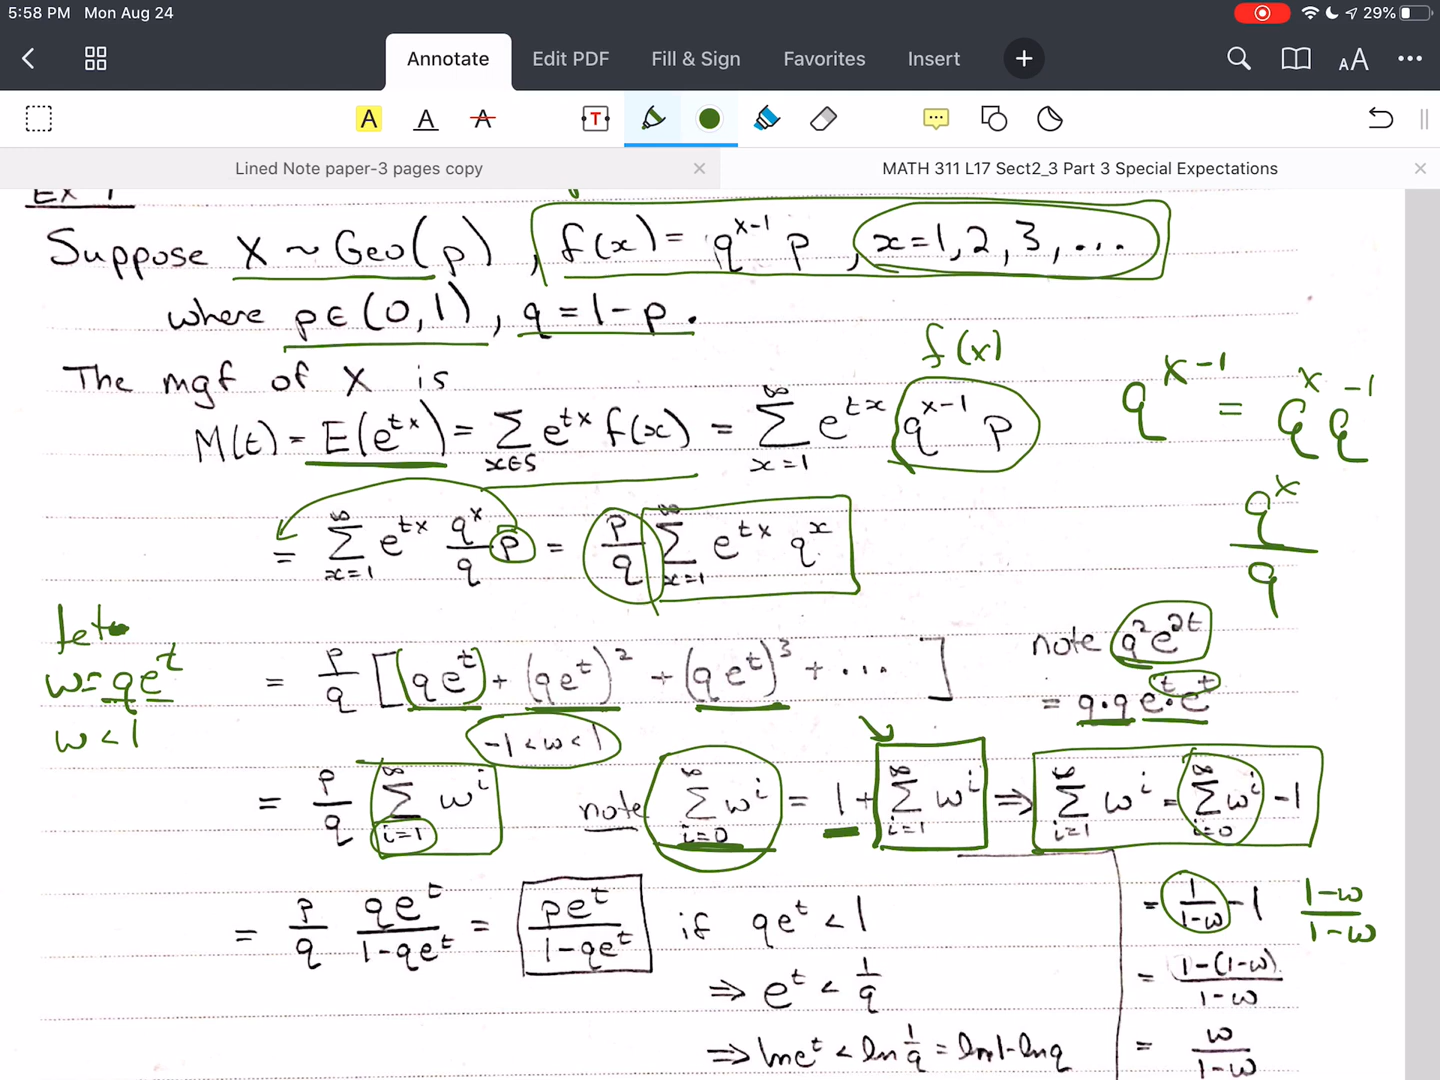 5:58 PM Mon Aug 24
29%
Annotate Edit PDF Fill & Sign Favorites Insert
A A A T AA
Lined Note paper-3 pages copy
MATH 311 L17 Sect2_3 Part 3 Special Expectations
Ex 1
Suppose X ~ Geo(p), f(x) = q^{x-1} p, x=1,2,3,...
where p∈(0,1), q=1-p.
f(x)
The mgf of X is
M(t) = E(e^{tx}) = Σ_{x∈S} e^{tx} f(x) = Σ_{x=1}^{∞} e^{tx} q^{x-1} p
q^{x-1} = q^x q^{-1}
= Σ_{x=1}^{∞} e^{tx} q^x/q p = p/q Σ_{x=1}^{∞} e^{tx} q^x
q^x/q
let
w=qe^t
w<1
= p/q [(qe^t) + (qe^t)^2 + (qe^t)^3 + ...]
note q^2e^{2t}
= q·q e^t·e^t
-1<w<1
= p/q Σ_{i=1}^{∞} w^i note Σ_{i=0}^{∞} w^i = 1 + Σ_{i=1}^{∞} w^i ⇒ Σ_{i=1}^{∞} w^i = Σ_{i=0}^{∞} w^i - 1
= p/q qe^t/(1-qe^t) = pe^t/(1-qe^t) if qe^t < 1
⇒ e^t < 1/q
⇒ ln e^t < ln 1/q = ln 1 - ln q
= 1/(1-w) - 1 (1-w)/(1-w)
= (1-(1-w))/(1-w)
= w/(1-w)